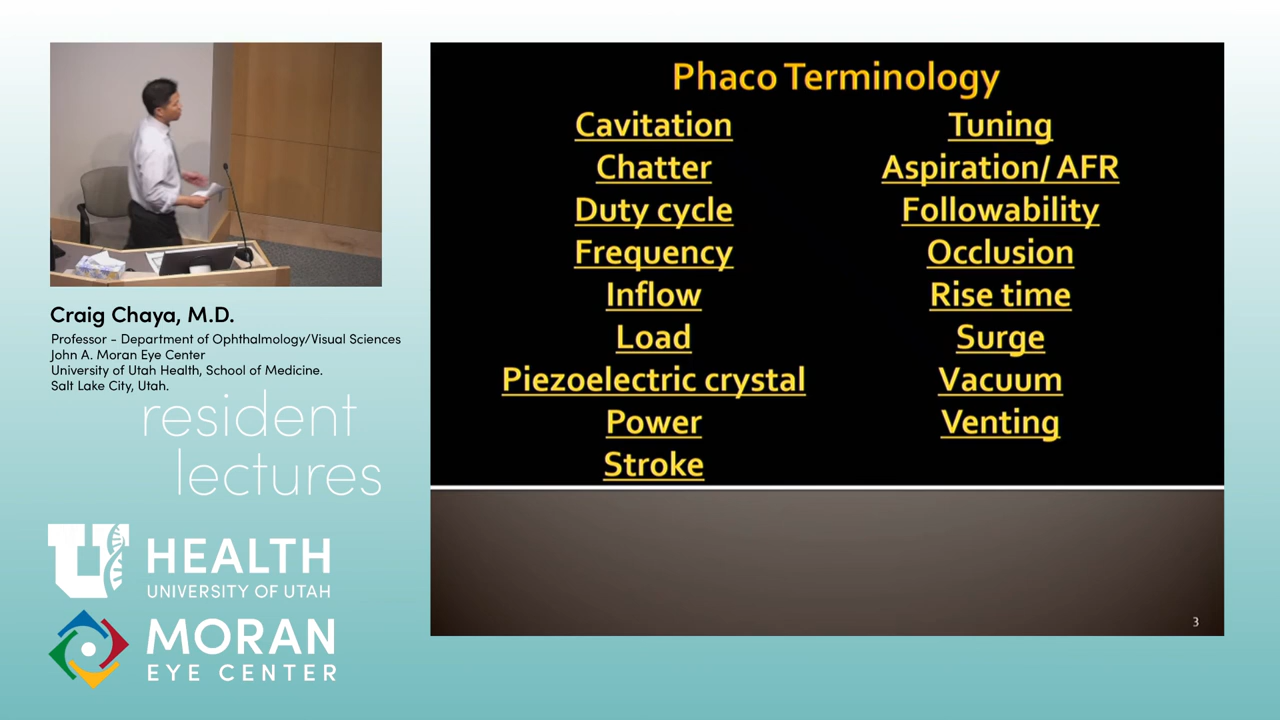 Craig Chaya, M.D.
Professor - Department of Ophthalmology/Visual Sciences
John A. Moran Eye Center
University of Utah Health, School of Medicine.
Salt Lake City, Utah.
resident
lectures
U
HEALTH
UNIVERSITY OF UTAH
MORAN
EYE CENTER
Phaco Terminology
Cavitation
Chatter
Duty cycle
Frequency
Inflow
Load
Piezoelectric crystal
Power
Stroke
Tuning
Aspiration/ AFR
Followability
Occlusion
Rise time
Surge
Vacuum
Venting
3